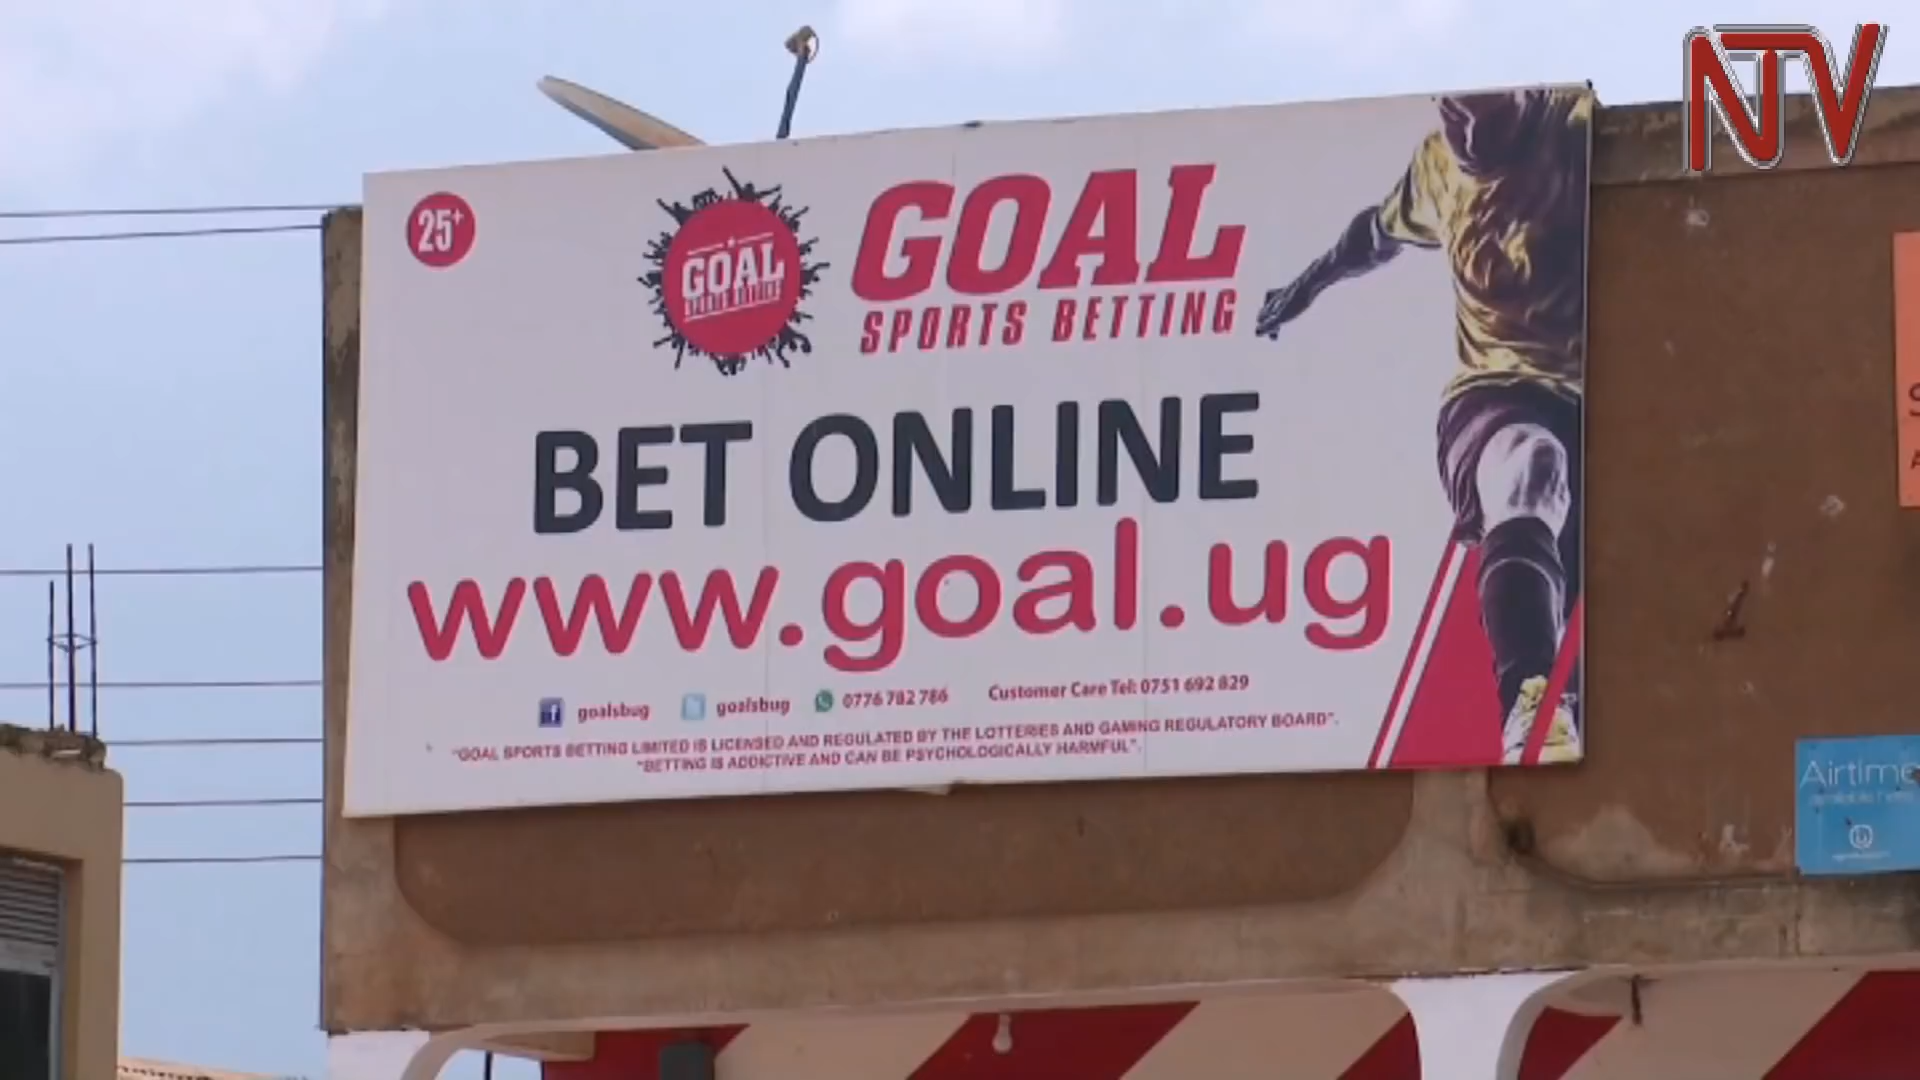 NTV
25+
GOAL
SPORTS BETTING
GOAL
SPORTS BETTING
BET ONLINE
www.goal.ug
goalsbug goalsbug 0776 782 786 Customer Care Tel: 0751 692 829
"GOAL SPORTS BETTING LIMITED IS LICENSED AND REGULATED BY THE LOTTERIES AND GAMING REGULATORY BOARD".
"BETTING IS ADDICTIVE AND CAN BE PSYCHOLOGICALLY HARMFUL".
Airtime